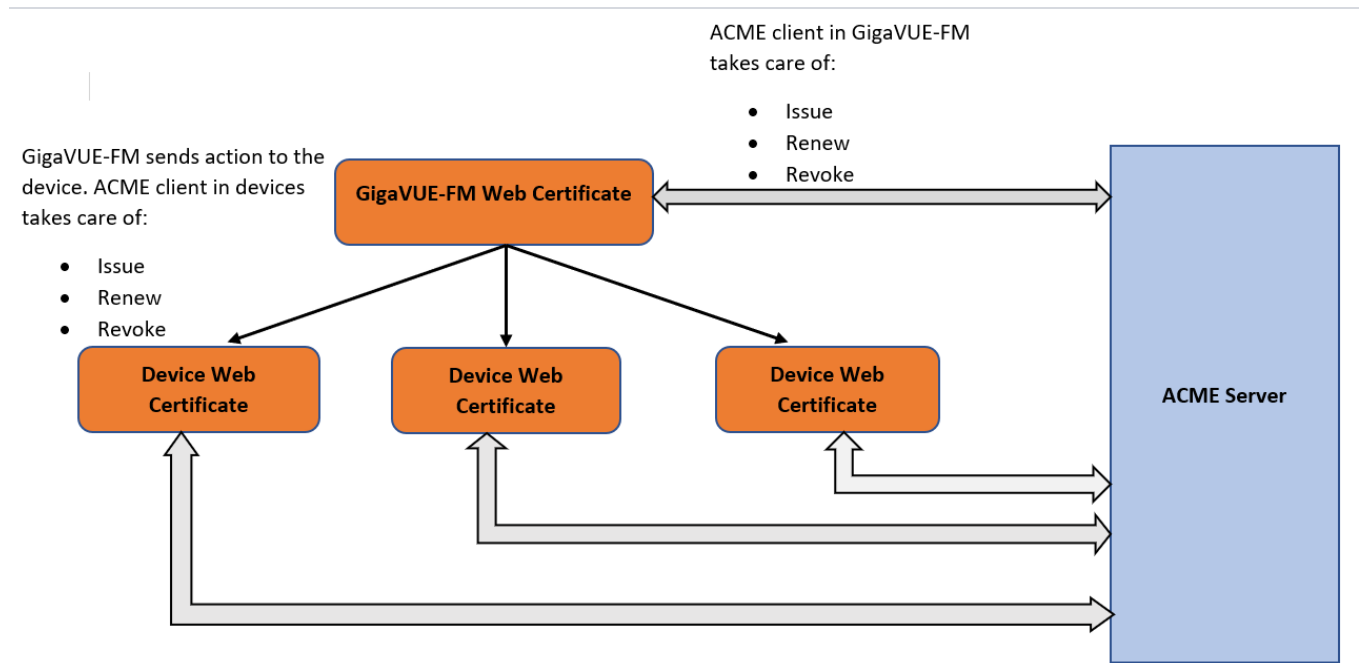 ACME client in GigaVUE-FM
takes care of:
• Issue
• Renew
• Revoke
GigaVUE-FM sends action to the
device. ACME client in devices
takes care of:
• Issue
• Renew
• Revoke
GigaVUE-FM Web Certificate
Device Web
Certificate
Device Web
Certificate
Device Web
Certificate
ACME Server